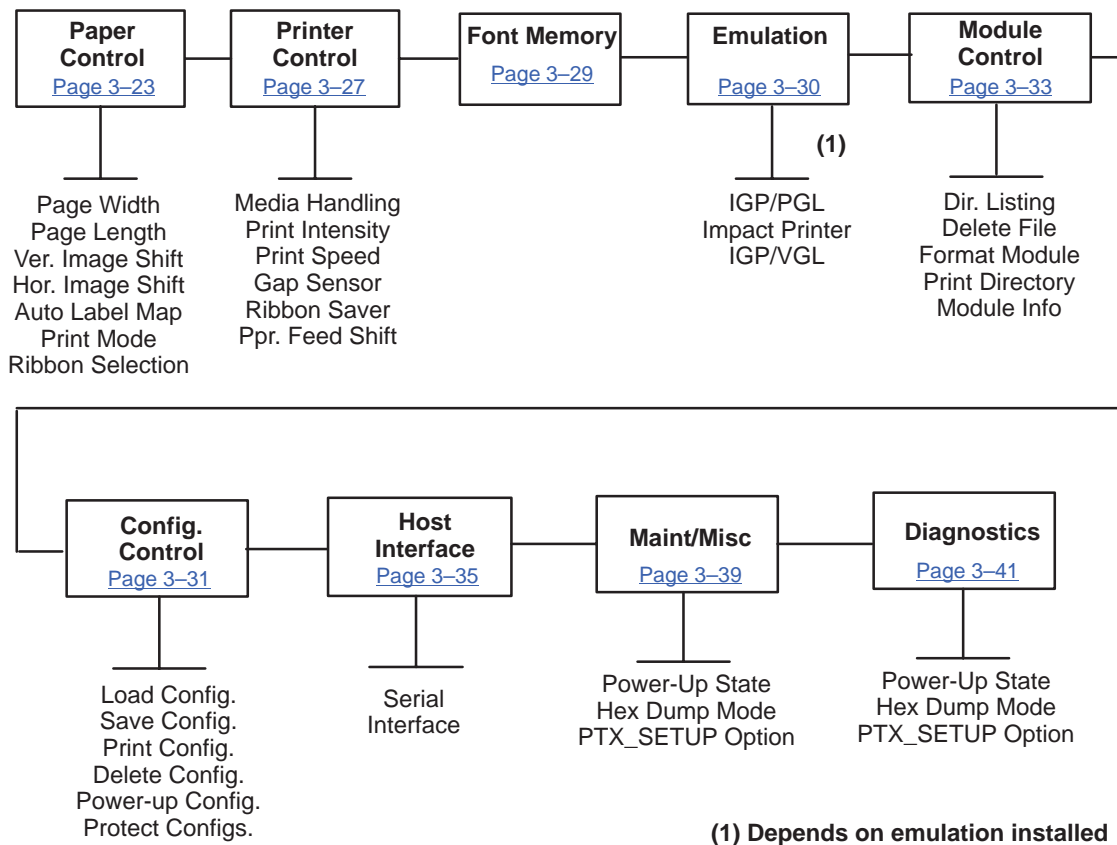 Paper
Control
Page 3–23
Printer
Control
Page 3–27
Font Memory
Page 3–29
Emulation
Page 3–30
Module
Control
Page 3–33
(1)
Page Width
Page Length
Ver. Image Shift
Hor. Image Shift
Auto Label Map
Print Mode
Ribbon Selection
Media Handling
Print Intensity
Print Speed
Gap Sensor
Ribbon Saver
Ppr. Feed Shift
IGP/PGL
Impact Printer
IGP/VGL
Dir. Listing
Delete File
Format Module
Print Directory
Module Info
Config.
Control
Page 3–31
Host
Interface
Page 3–35
Maint/Misc
Page 3–39
Diagnostics
Page 3–41
Load Config.
Save Config.
Print Config.
Delete Config.
Power-up Config.
Protect Configs.
Serial
Interface
Power-Up State
Hex Dump Mode
PTX_SETUP Option
Power-Up State
Hex Dump Mode
PTX_SETUP Option
(1) Depends on emulation installed